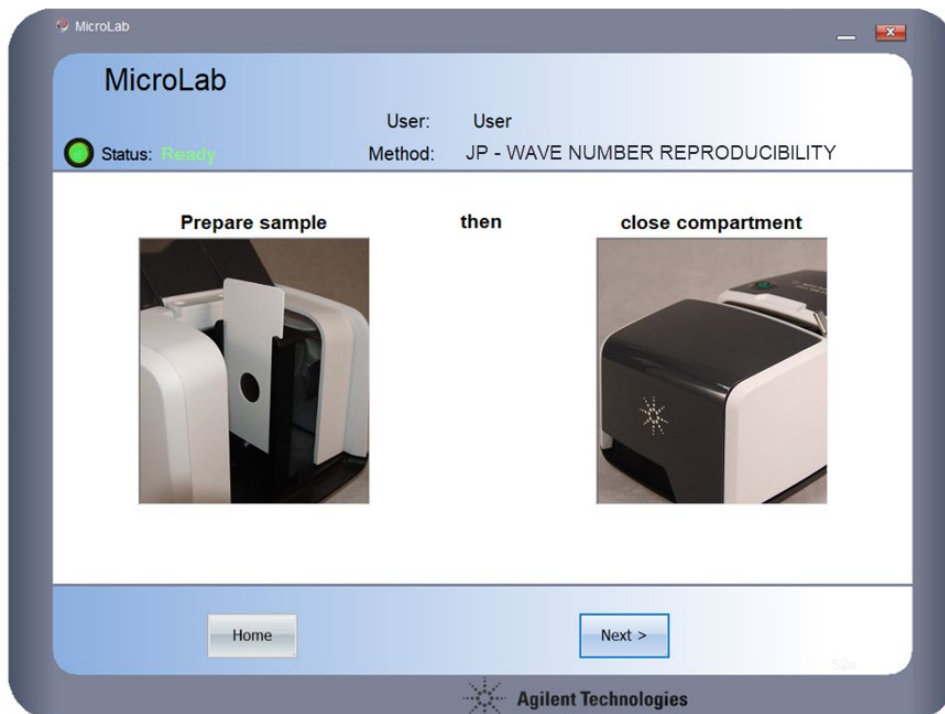 MicroLab
MicroLab
User: User
Status: Ready
Method: JP - WAVE NUMBER REPRODUCIBILITY
Prepare sample then close compartment
Home Next >
S2a
Agilent Technologies